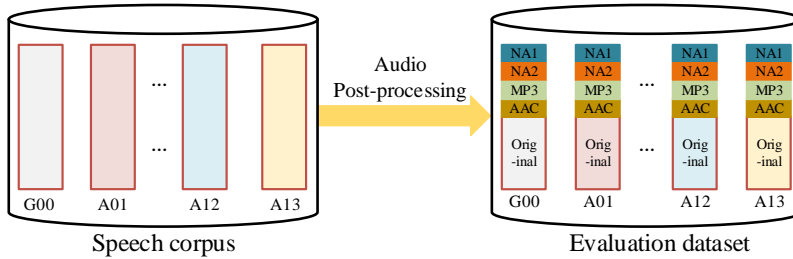 ...
...
G00 A01 A12 A13
Speech corpus
Audio
Post-processing
NA1 NA1 NA1 NA1
NA2 NA2 ... NA2 NA2
MP3 MP3 MP3 MP3
AAC AAC AAC AAC
Orig Orig Orig Orig
-inal -inal ... -inal -inal
G00 A01 A12 A13
Evaluation dataset